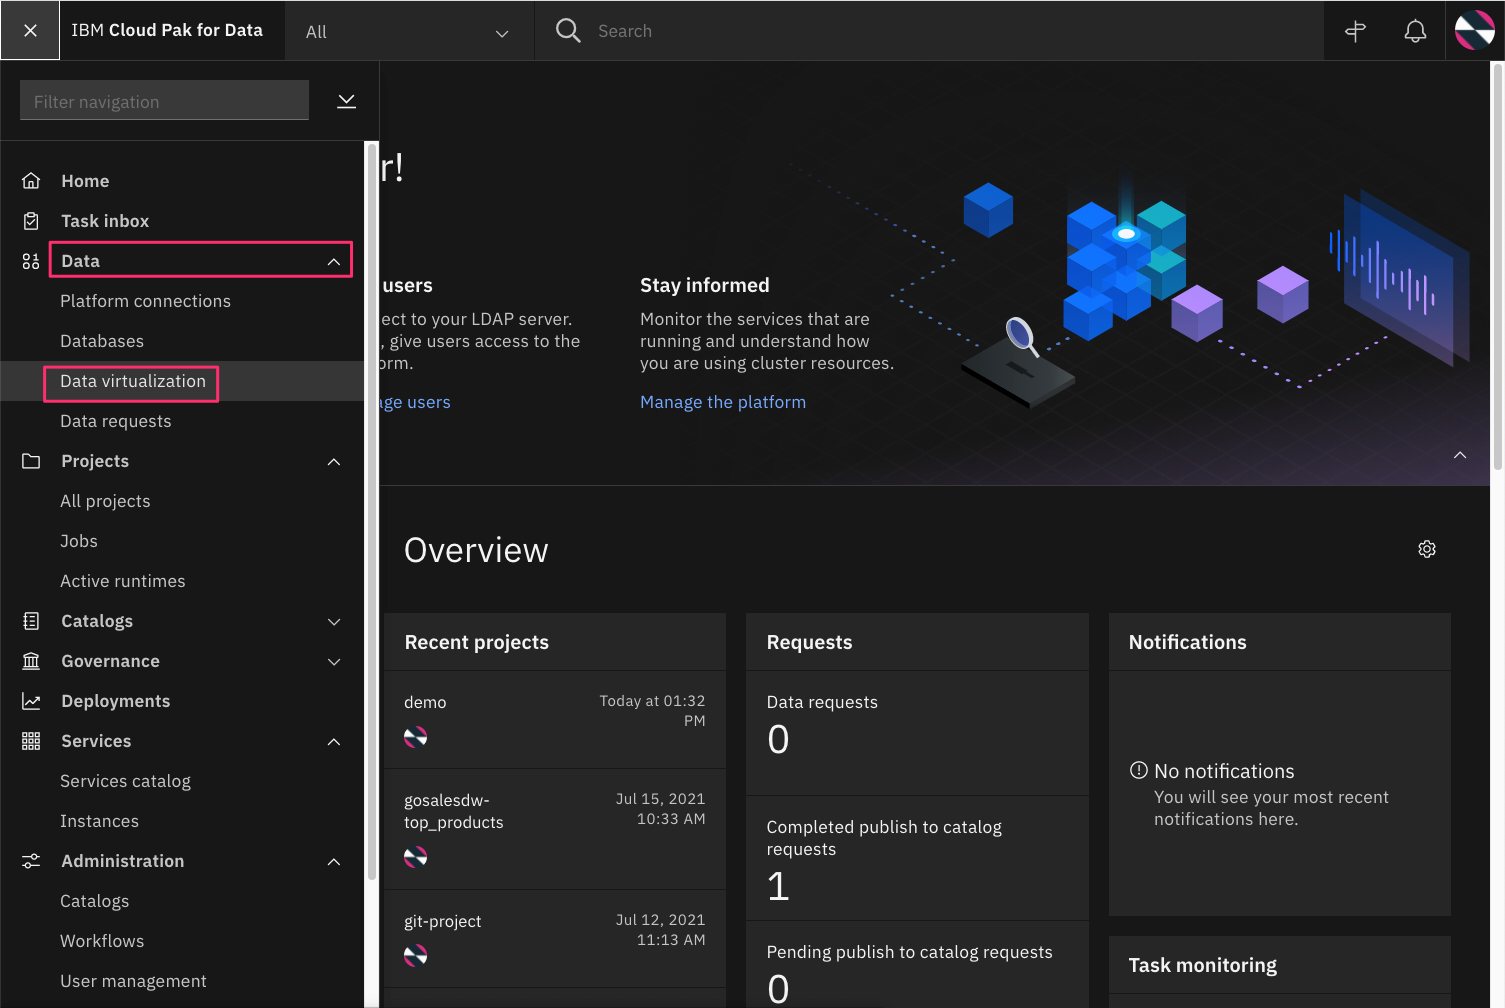 IBM Cloud Pak for Data
All
Search
Filter navigation
Home
Task inbox
Data
Platform connections
Databases
Data virtualization
Data requests
Projects
All projects
Jobs
Active runtimes
Catalogs
Governance
Deployments
Services
Services catalog
Instances
Administration
Catalogs
Workflows
User management
r!
users
ect to your LDAP server.
, give users access to the
orm.
age users
Stay informed
Monitor the services that are
running and understand how
you are using cluster resources.
Manage the platform
Overview
Recent projects
demo
Today at 01:32
PM
gosalesdw-
top_products
Jul 15, 2021
10:33 AM
git-project
Jul 12, 2021
11:13 AM
Requests
Data requests
0
Completed publish to catalog
requests
1
Pending publish to catalog requests
0
Notifications
No notifications
You will see your most recent
notifications here.
Task monitoring